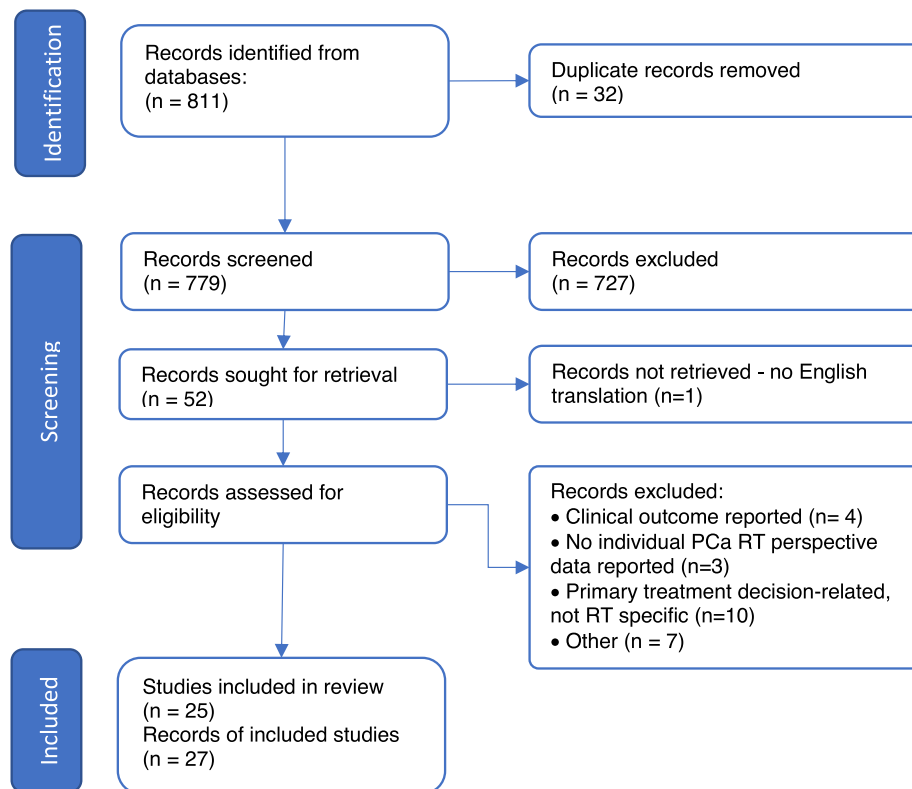 Identification
Records identified from
databases:
(n = 811)
Duplicate records removed
(n = 32)
Screening
Records screened
(n = 779)
Records excluded
(n = 727)
Records sought for retrieval
(n = 52)
Records not retrieved - no English
translation (n=1)
Records assessed for
eligibility
Records excluded:
• Clinical outcome reported (n= 4)
• No individual PCa RT perspective
data reported (n=3)
• Primary treatment decision-related,
not RT specific (n=10)
• Other (n = 7)
Included
Studies included in review
(n = 25)
Records of included studies
(n = 27)